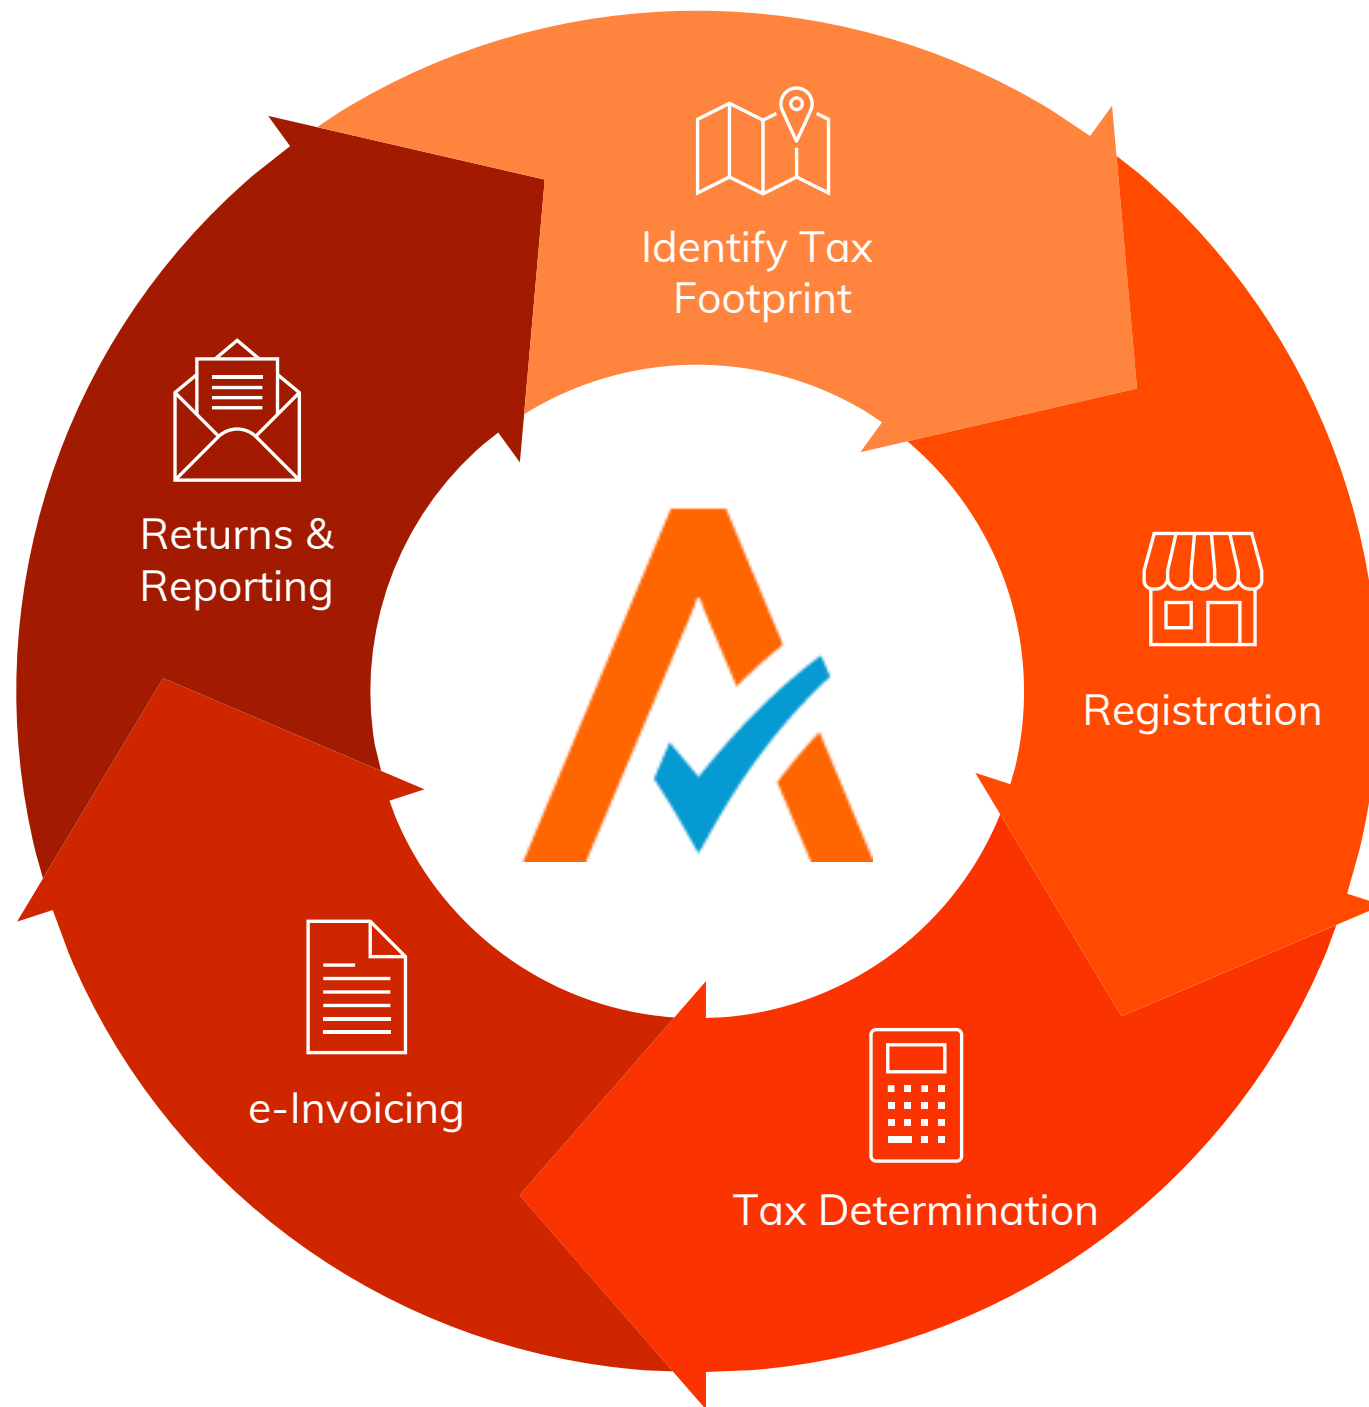 Identify Tax
Footprint
Registration
Tax Determination
e-Invoicing
Returns &
Reporting